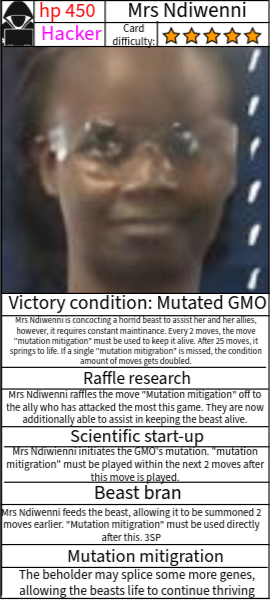 hp 450
Mrs Ndiwenni
Hacker
Card
difficulty:
Victory condition: Mutated GMO
Mrs Ndiwenni is concocting a hornd beast to assist her and her allies,
however, it requires constant maintinance. Every 2 moves, the move
"mutation mitigation" must be used to keep it alive. After 25 moves, it
springs to life. If a single "mutation mitigration" is missed, the condition
amount of moves gets doubled.
Raffle research
Mrs Ndiwenni raffles the move "Mutation mitigation" off to
the ally who has attacked the most this game. They are now
additionally able to assist in keeping the beast alive.
Scientific start-up
Mrs Ndiwenni initiates the GMO's mutation. "mutation
mitigration" must be played within the next 2 moves after
this move is played.
Beast bran
Mrs Ndiwenni feeds the beast, allowing it to be summoned 2
moves earlier. "Mutation mitigration" must be used directly
after this. 3SP
Mutation mitigration
The beholder may splice some more genes,
allowing the beasts life to continue thriving